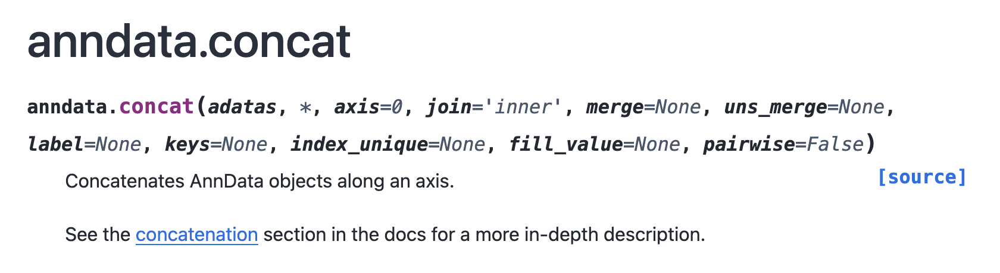 anndata.concat
anndata.concat(adatas, *, axis=0, join='inner', merge=None, uns_merge=None,
label=None, keys=None, index_unique=None, fill_value=None, pairwise=False)
Concatenates AnnData objects along an axis. [source]
See the concatenation section in the docs for a more in-depth description.